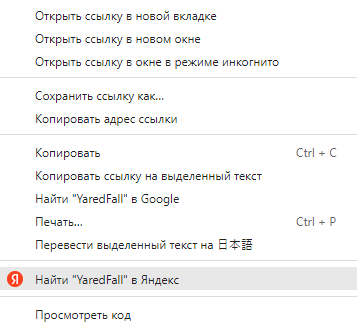 Открыть ссылку в новой вкладке
Открыть ссылку в новом окне
Открыть ссылку в окне в режиме инкогнито
Сохранить ссылку как...
Копировать адрес ссылки
Копировать Ctrl + C
Копировать ссылку на выделенный текст
Найти "YaredFall" в Google
Печать... Ctrl + P
Перевести выделенный текст на 日本語
Я Найти "YaredFall" в Яндекс
Просмотреть код